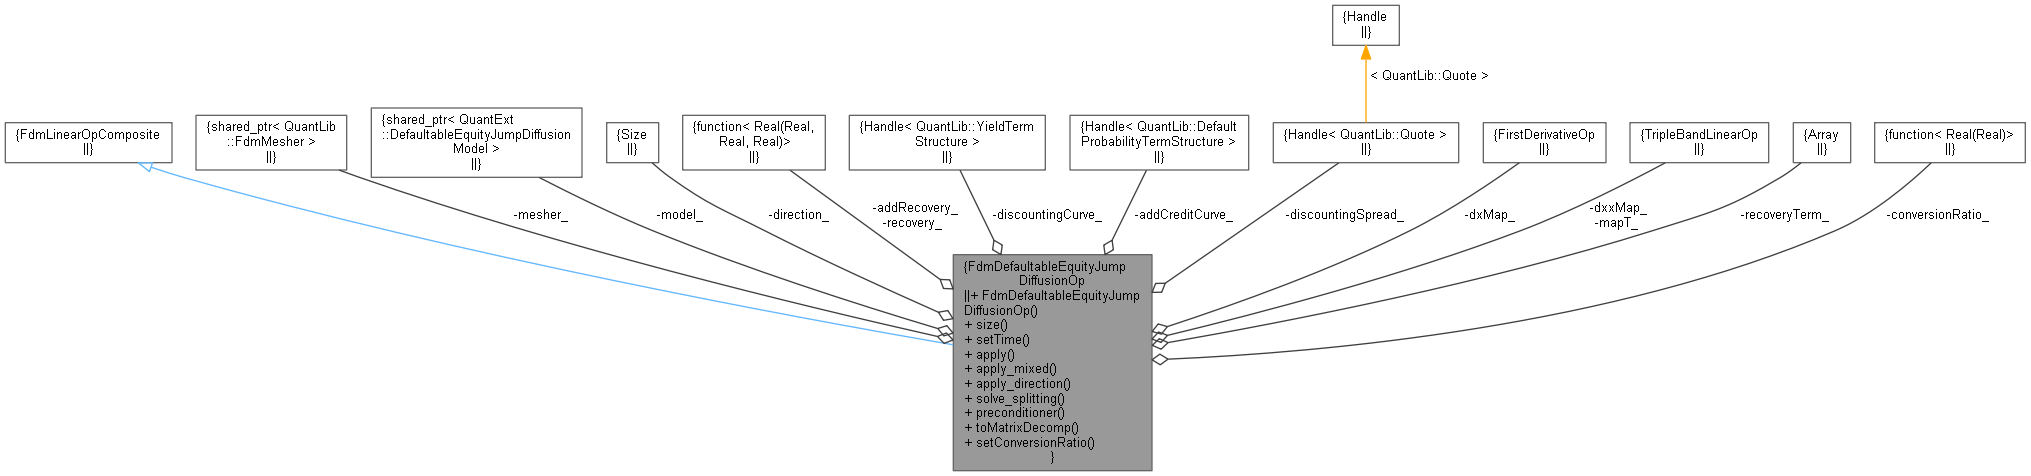 {Handle
||}
< QuantLib::Quote >
{FdmLinearOpComposite
||}
{shared_ptr< QuantLib
::FdmMesher >
||}
{shared_ptr< QuantExt
::DefaultableEquityJumpDiffusion
Model >
||}
{Size
||}
{function< Real(Real,
Real, Real)>
||}
{Handle< QuantLib::YieldTerm
Structure >
||}
{Handle< QuantLib::Default
ProbabilityTermStructure >
||}
{Handle< QuantLib::Quote >
||}
{FirstDerivativeOp
||}
{TripleBandLinearOp
||}
{Array
||}
{function< Real(Real)>
||}
-mesher_
-model_
-direction_
-addRecovery_
-recovery_
-discountingCurve_
-addCreditCurve_
-discountingSpread_
-dxMap_
-dxxMap_
-mapT_
-recoveryTerm_
-conversionRatio_
{FdmDefaultableEquityJump
DiffusionOp
||+ FdmDefaultableEquityJump
DiffusionOp()
+ size()
+ setTime()
+ apply()
+ apply_mixed()
+ apply_direction()
+ solve_splitting()
+ preconditioner()
+ toMatrixDecomp()
+ setConversionRatio()
}